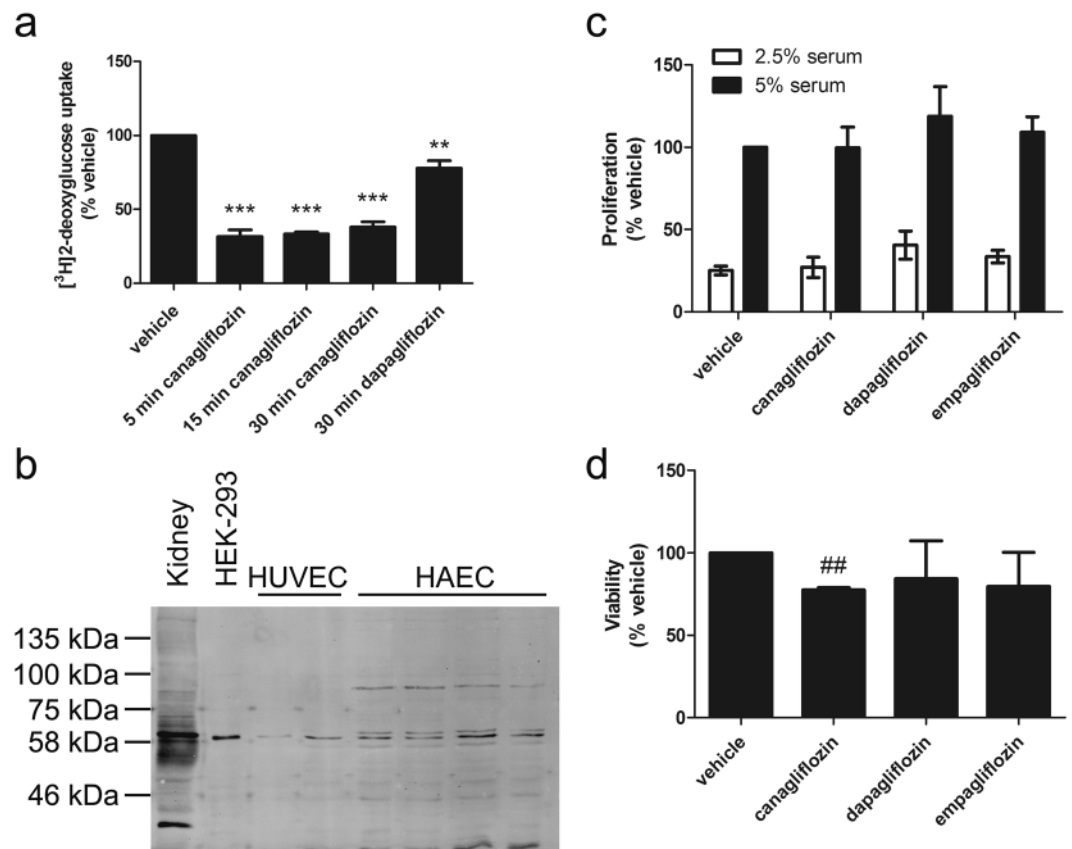 a
[³H]2-deoxyglucose uptake
(% vehicle)
150
100
50
0
***
***
***
**
vehicle
5 min canagliflozin
15 min canagliflozin
30 min canagliflozin
30 min dapagliflozin
c
2.5% serum
5% serum
Proliferation
(% vehicle)
150
100
50
0
vehicle
canagliflozin
dapagliflozin
empagliflozin
b
Kidney
HEK-293
HUVEC
HAEC
135 kDa
100 kDa
75 kDa
58 kDa
46 kDa
d
Viability
(% vehicle)
150
100
50
0
##
vehicle
canagliflozin
dapagliflozin
empagliflozin